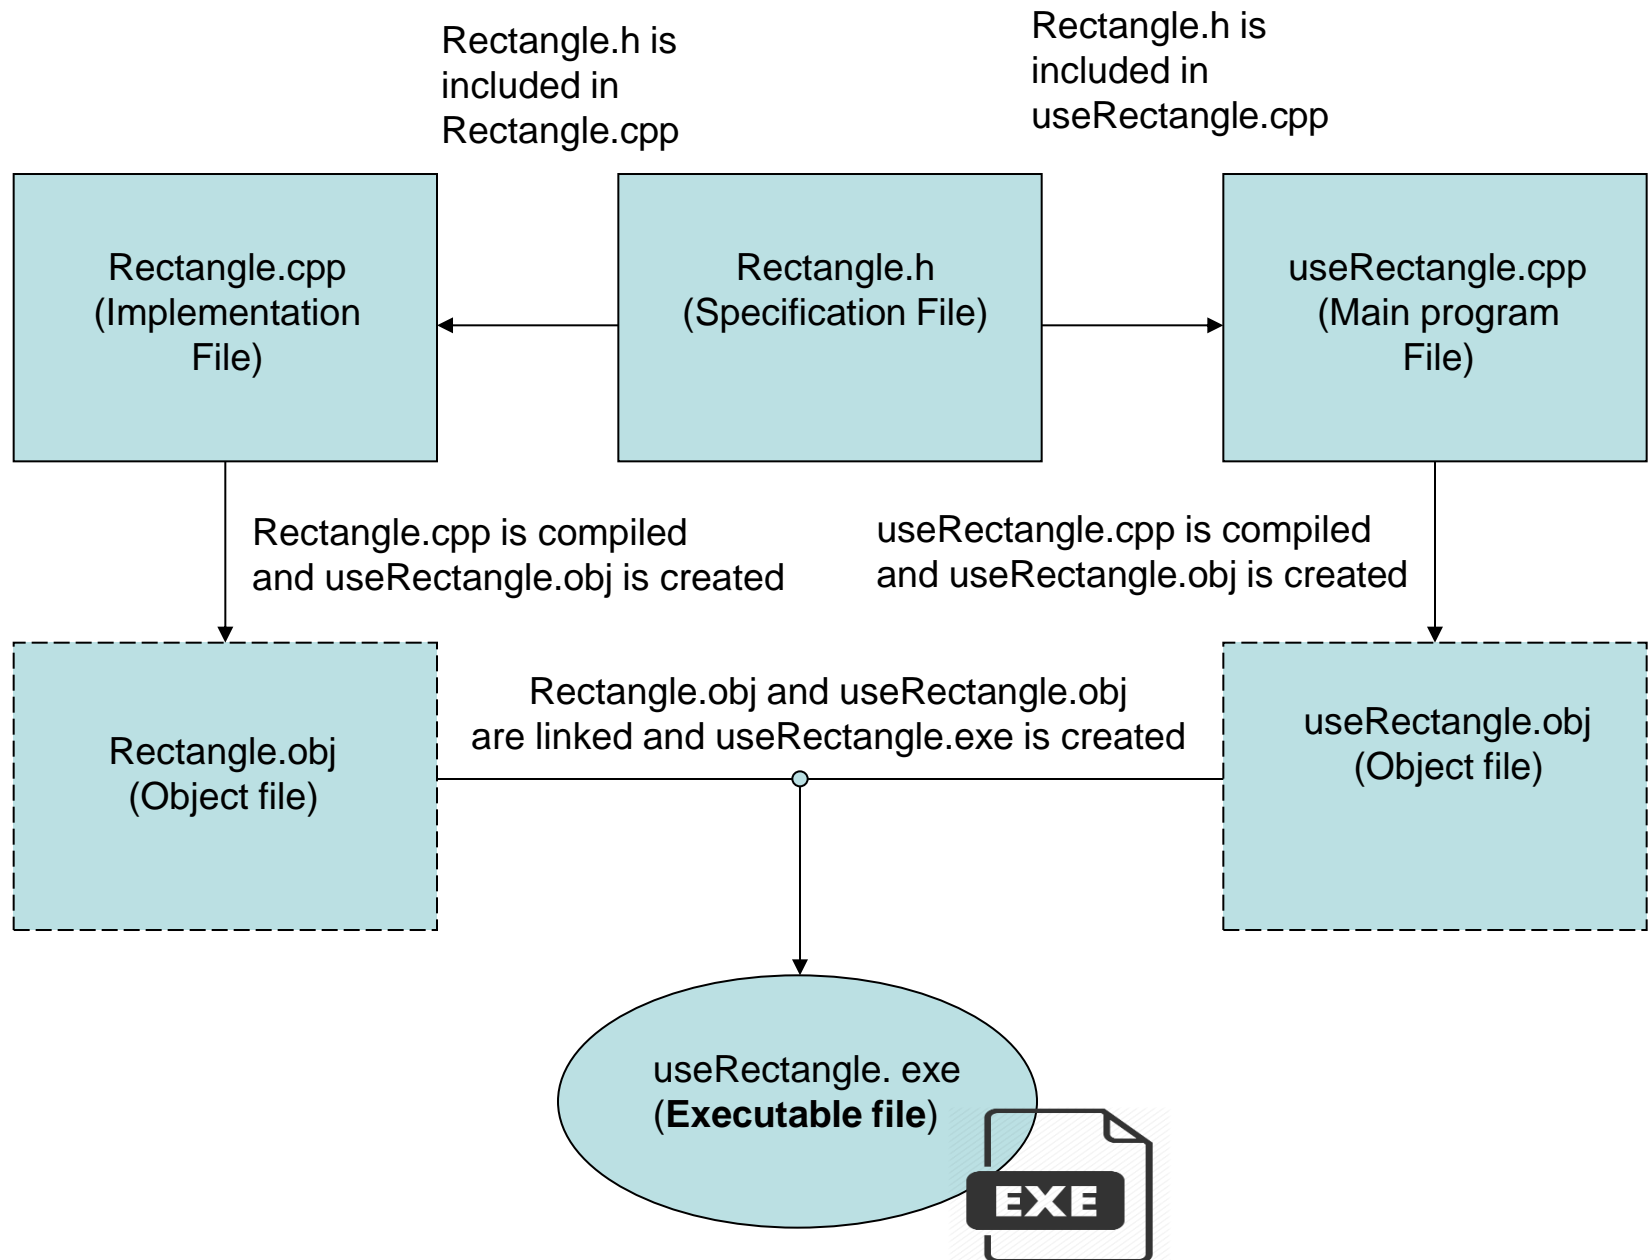 Rectangle.h is
included in
Rectangle.cpp
Rectangle.h is
included in
useRectangle.cpp
Rectangle.cpp
(Implementation
File)
Rectangle.h
(Specification File)
useRectangle.cpp
(Main program
File)
Rectangle.cpp is compiled
and useRectangle.obj is created
useRectangle.cpp is compiled
and useRectangle.obj is created
Rectangle.obj
(Object file)
Rectangle.obj and useRectangle.obj
are linked and useRectangle.exe is created
useRectangle.obj
(Object file)
useRectangle. exe
(Executable file)
EXE